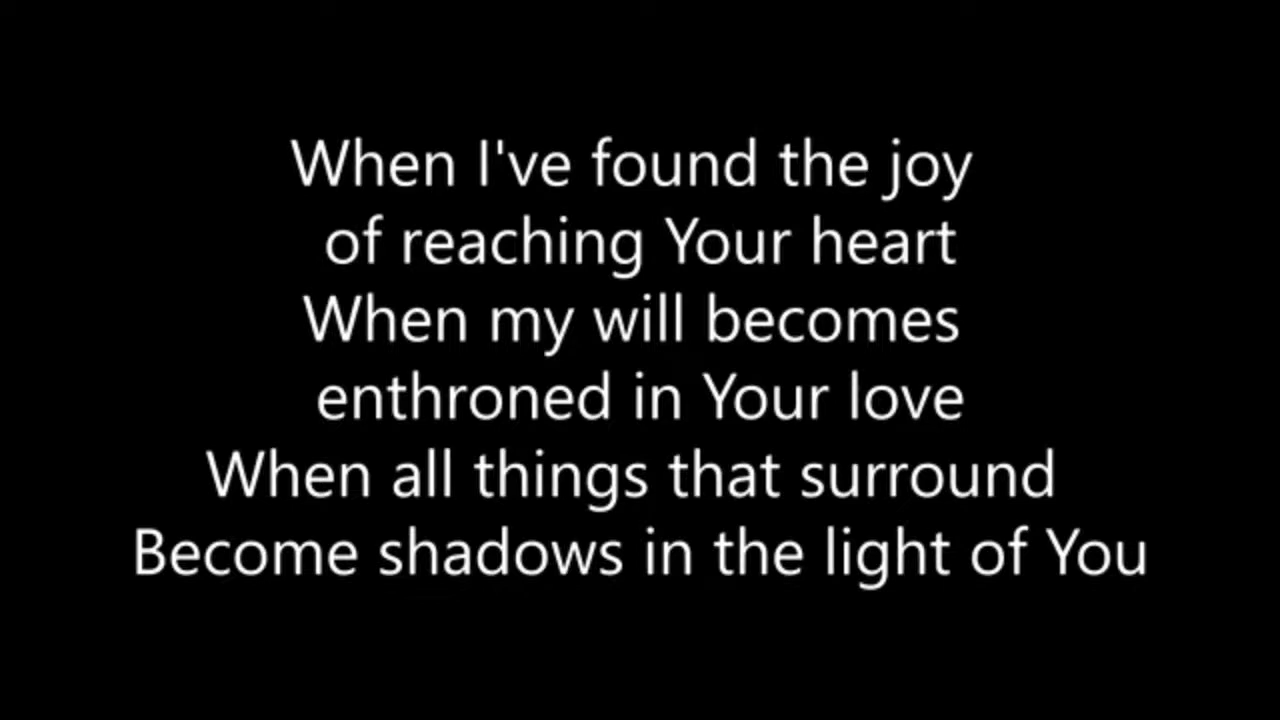 When I've found the joy
of reaching Your heart
When my will becomes
enthroned in Your love
When all things that surround
Become shadows in the light of You